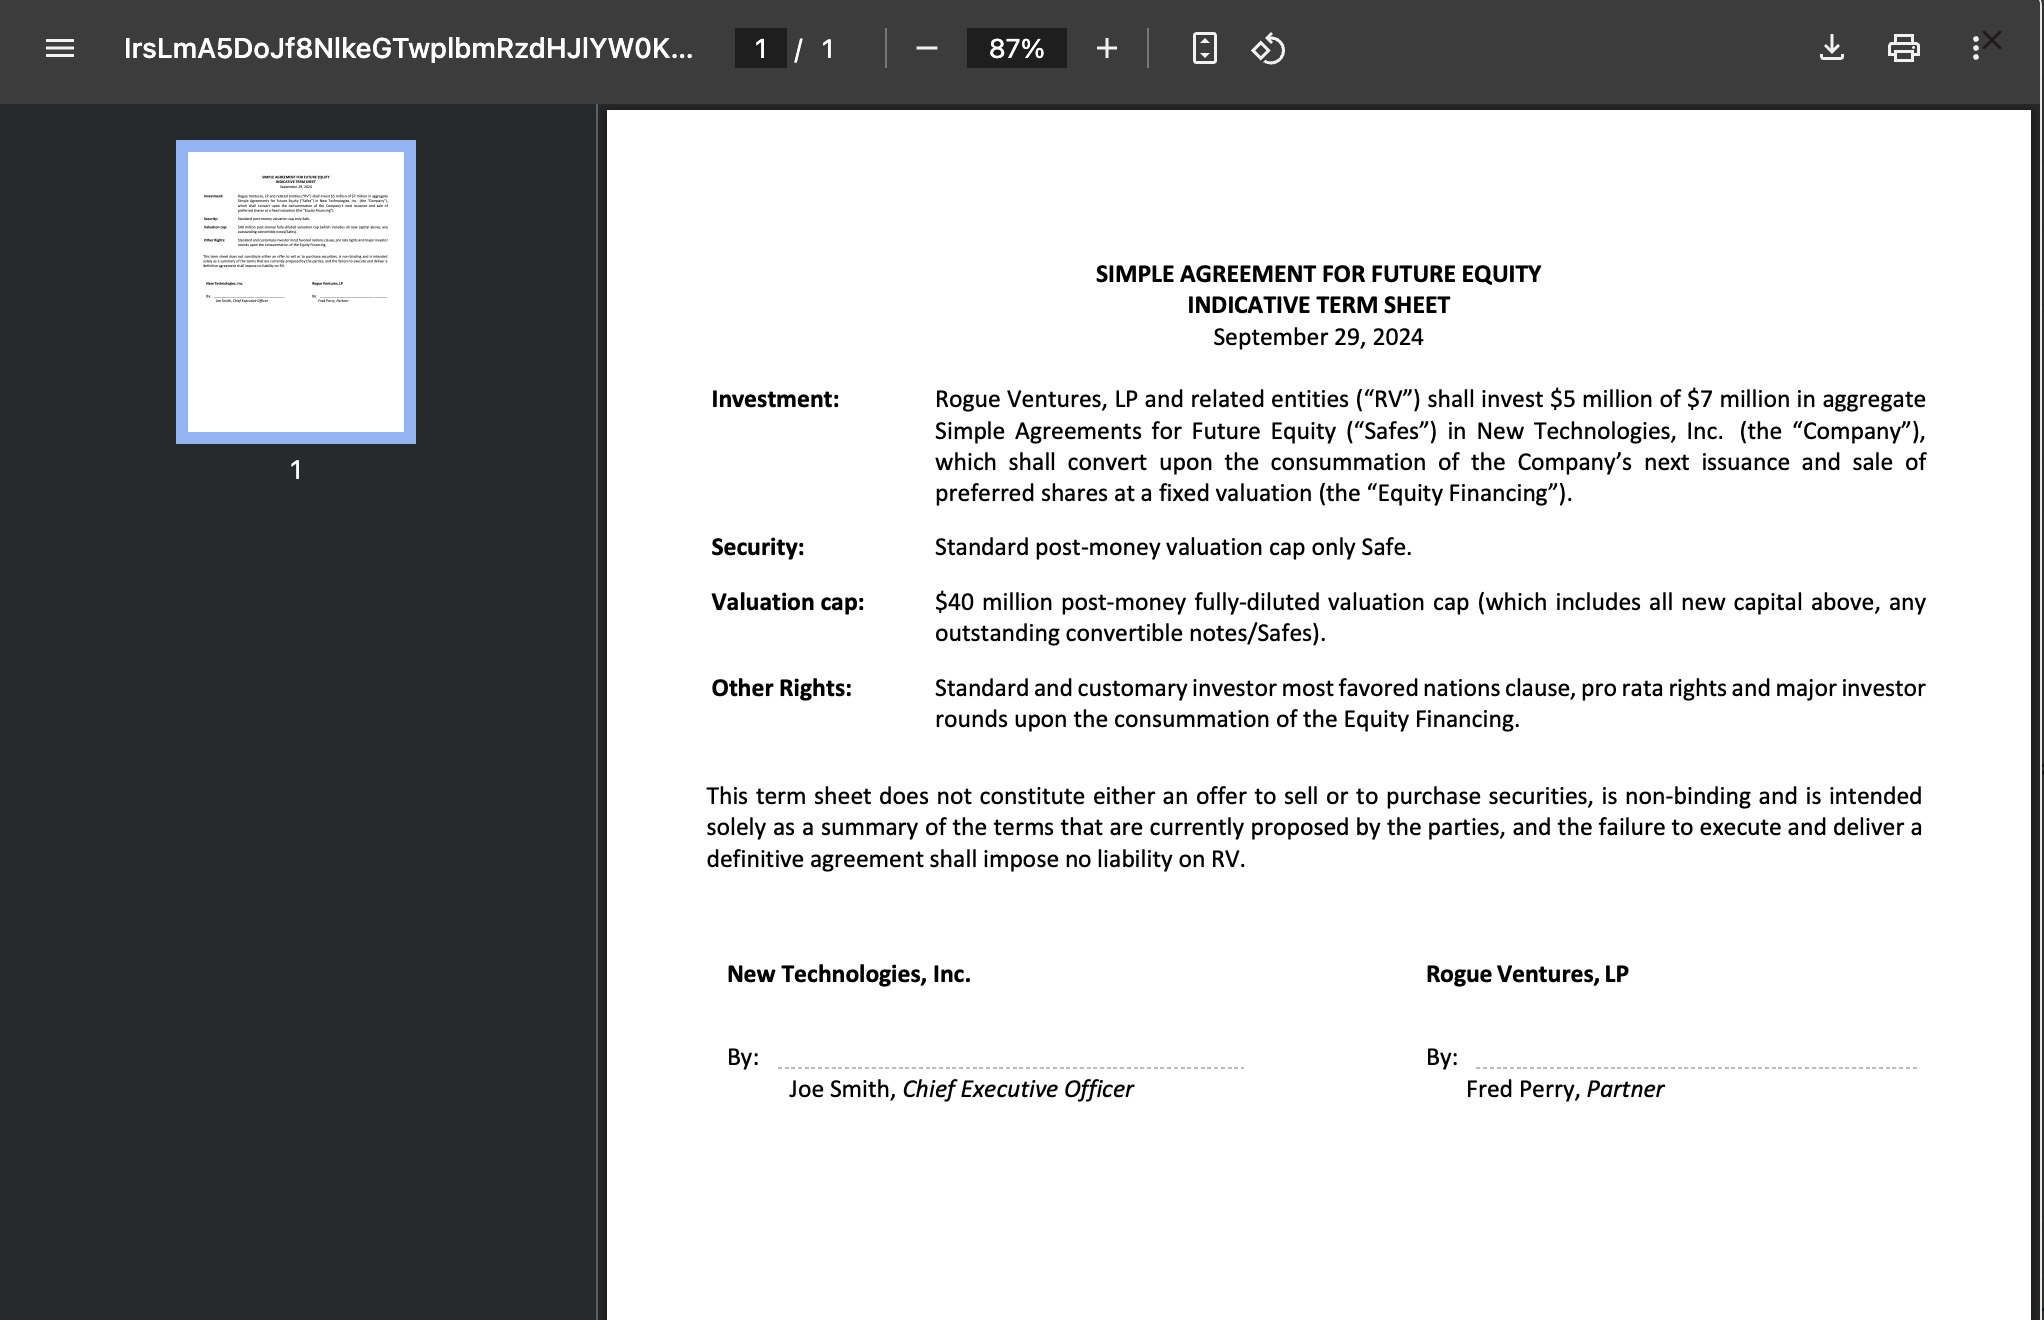 IrsLmA5DoJf8NlkeGTwplbmRzdHJlYW0K...
1 / 1
87%
SIMPLE AGREEMENT FOR FUTURE EQUITY
INDICATIVE TERM SHEET
September 29, 2024
Investment: Rogue Ventures, LP and related entities (“RV”) shall invest $5 million of $7 million in aggregate
Simple Agreements for Future Equity (“Safes”) in New Technologies, Inc. (the “Company”),
which shall convert upon the consummation of the Company’s next issuance and sale of
preferred shares at a fixed valuation (the “Equity Financing”).
Security: Standard post-money valuation cap only Safe.
Valuation cap: $40 million post-money fully-diluted valuation cap (which includes all new capital above, any
outstanding convertible notes/Safes).
Other Rights: Standard and customary investor most favored nations clause, pro rata rights and major investor
rounds upon the consummation of the Equity Financing.
This term sheet does not constitute either an offer to sell or to purchase securities, is non-binding and is intended
solely as a summary of the terms that are currently proposed by the parties, and the failure to execute and deliver a
definitive agreement shall impose no liability on RV.
New Technologies, Inc. Rogue Ventures, LP
By: By:
Joe Smith, Chief Executive Officer Fred Perry, Partner
1